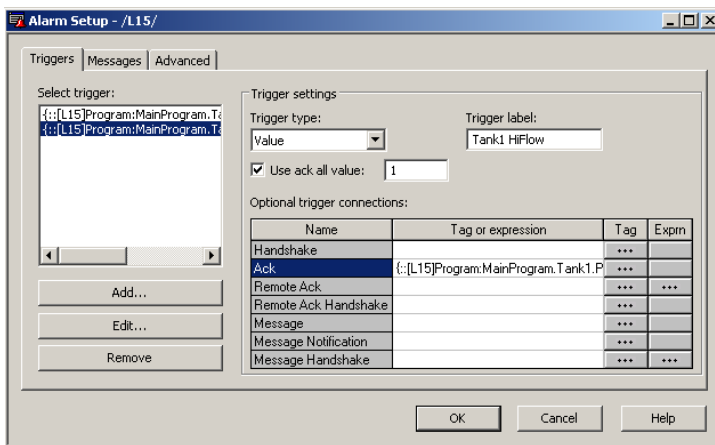 Alarm Setup - /L15/
Triggers Messages Advanced
Select trigger:
{::[L15]Program:MainProgram.Ta
{::[L15]Program:MainProgram.Ta
Add...
Edit...
Remove
Trigger settings
Trigger type:
Trigger label:
Value
Tank1 HiFlow
Use ack all value:
1
Optional trigger connections:
Name Tag or expression Tag Exprn
Handshake ...
Ack {::[L15]Program:MainProgram.Tank1.P ...
Remote Ack ... ...
Remote Ack Handshake ...
Message ...
Message Notification ...
Message Handshake ... ...
OK Cancel Help